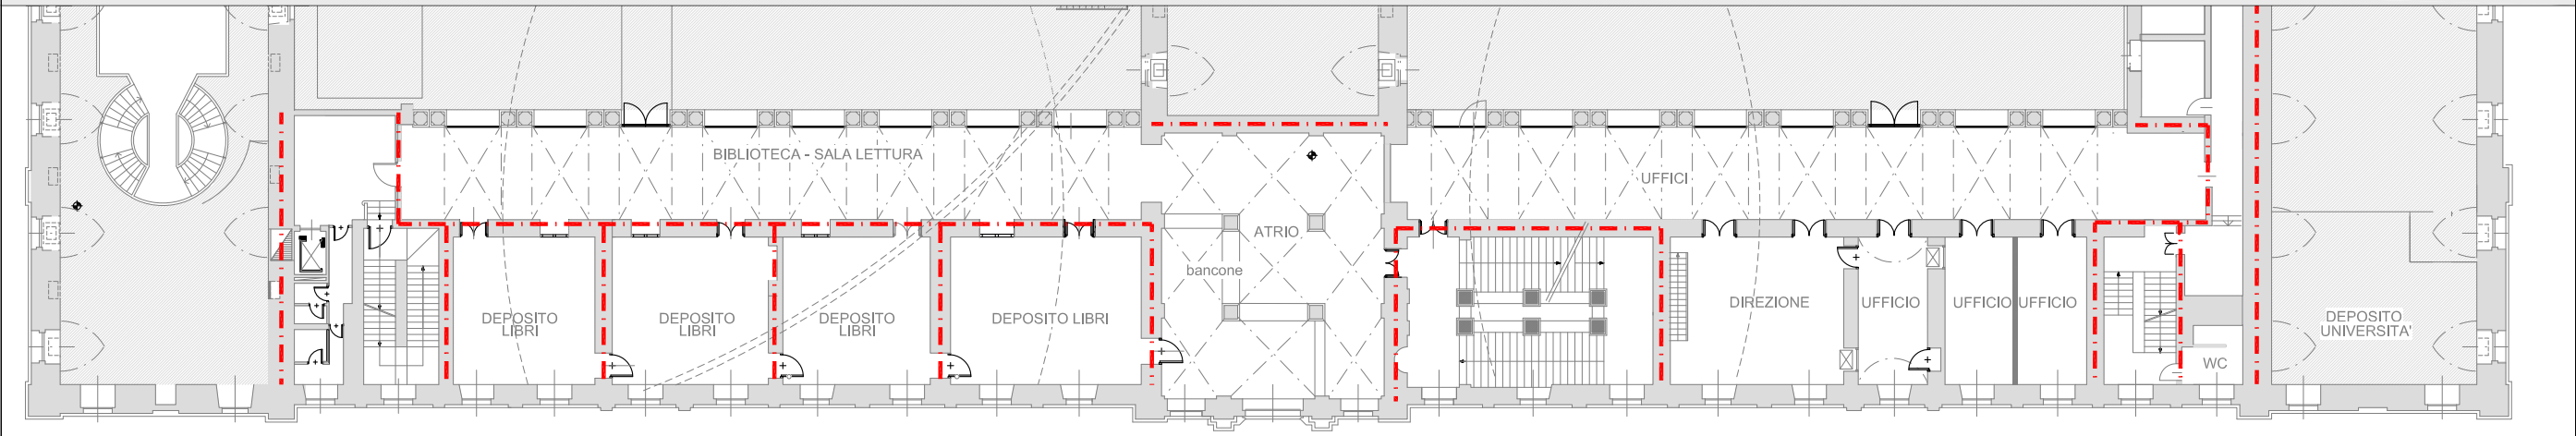 BIBLIOTECA - SALA LETTURA
UFFICI
ATRIO
bancone
DEPOSITO
LIBRI
DEPOSITO
LIBRI
DEPOSITO
LIBRI
DEPOSITO LIBRI
DIREZIONE
UFFICIO
UFFICIO
UFFICIO
DEPOSITO
UNIVERSITA'
WC